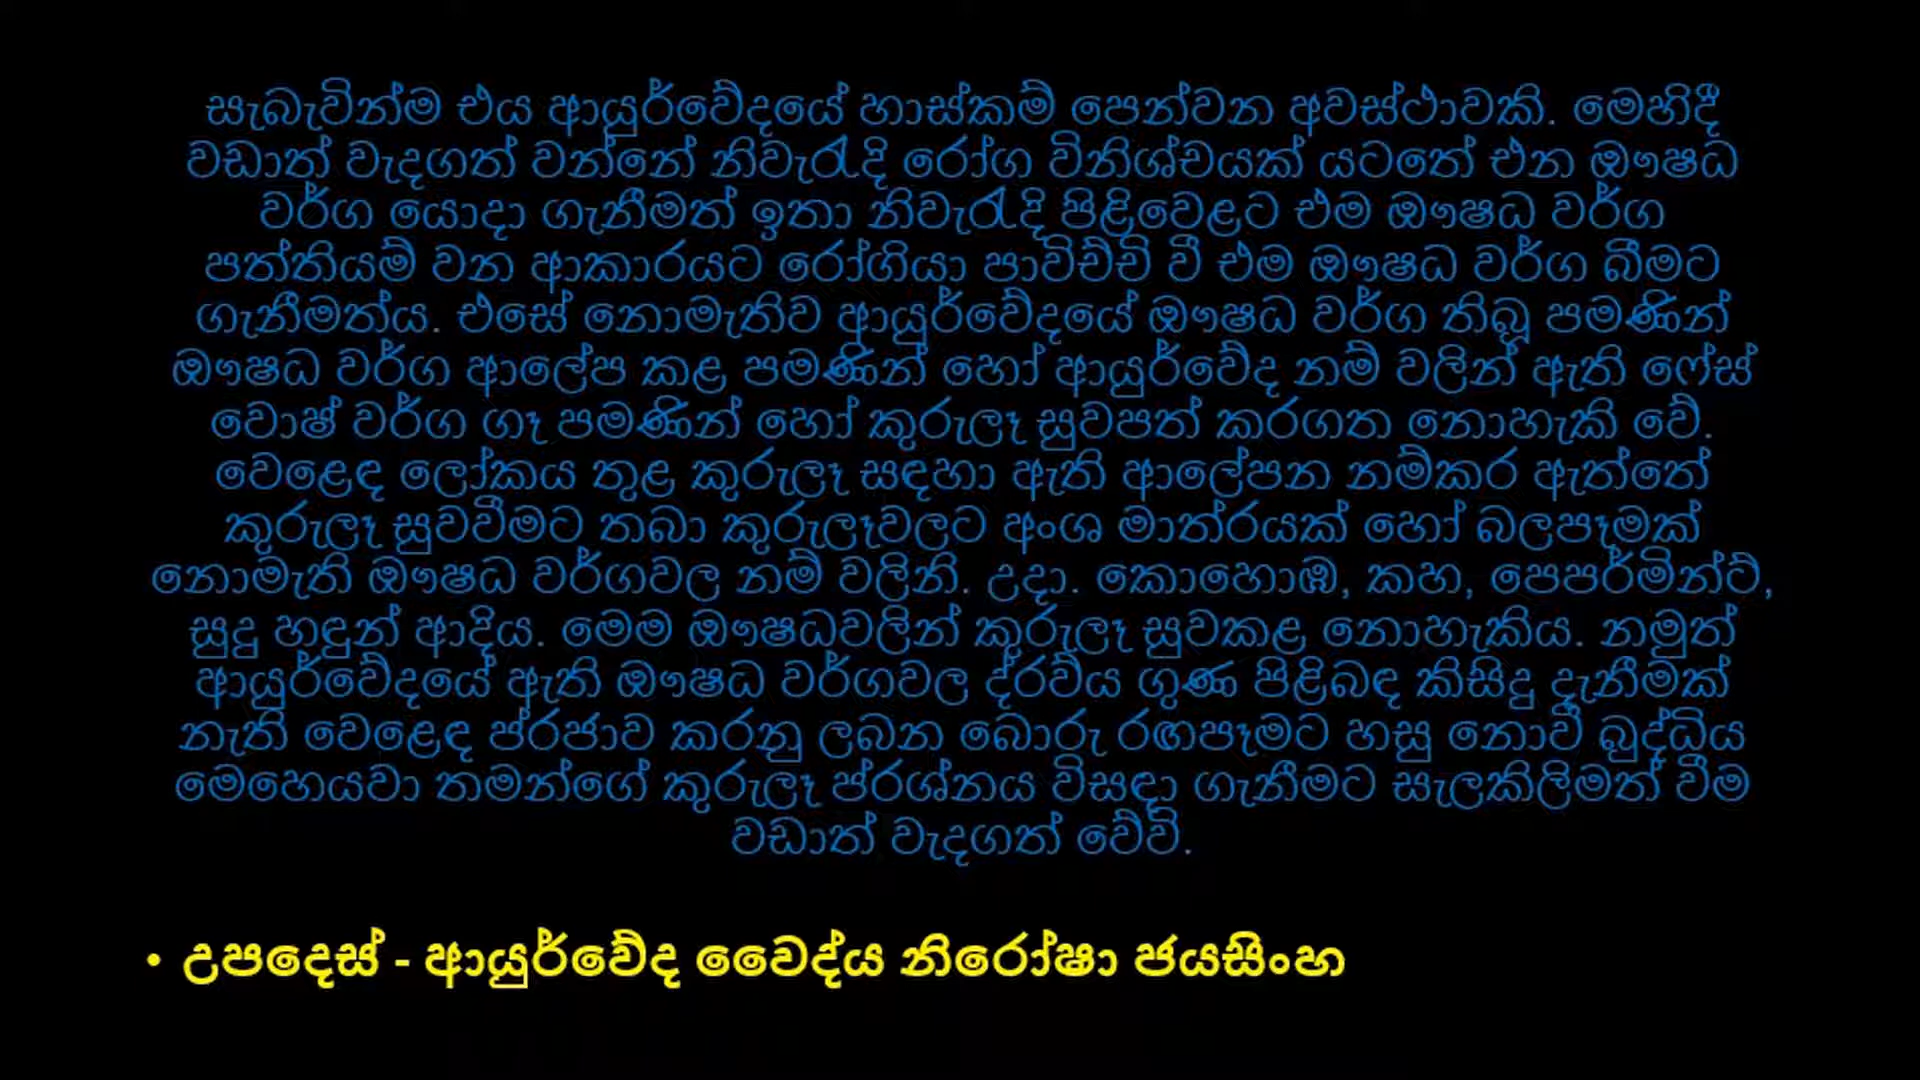 සැබැවින්ම එය ආයුර්වේදයේ හාස්කම් පෙන්වන අවස්ථාවකි. මෙහිදී
වඩාත් වැදගත් වන්නේ නිවැරැදි රෝග විනිශ්චයක් යටතේ එන ඖෂධ
වර්ග යොදා ගැනීමත් ඉතා නිවැරැදි පිළිවෙළට එම ඖෂධ වර්ග
පත්තියම් වන ආකාරයට රෝගියා පාවිච්චි වී එම ඖෂධ වර්ග බීමට
ගැනීමත්ය. එසේ නොමැතිව ආයුර්වේදයේ ඖෂධ වර්ග තිබූ පමණින්
ඖෂධ වර්ග ආලේප කළ පමණින් හෝ ආයුර්වේද නම් වලින් ඇති ෆේස්
වොෂ් වර්ග ගෑ පමණින් හෝ කුරුලෑ සුවපත් කරගත නොහැකි වේ.
වෙළෙඳ ලෝකය තුළ කුරුලෑ සඳහා ඇති ආලේපන නම්කර ඇත්තේ
කුරුලෑ සුවවීමට තබා කුරුලෑවලට අංශ මාත්රයක් හෝ බලපෑමක්
නොමැති ඖෂධ වර්ගවල නම් වලිනි. උදා. කොහොඹ, කහ, පෙපර්මින්ට්,
සුදු හඳුන් ආදිය. මෙම ඖෂධවලින් කුරුලෑ සුවකළ නොහැකිය. නමුත්
ආයුර්වේදයේ ඇති ඖෂධ වර්ගවල ද්රව්ය ගුණ පිළිබඳ කිසිදු දැනීමක්
නැති වෙළෙඳ ප්රජාව කරනු ලබන බොරු රඟපෑමට හසු නොවී බුද්ධිය
මෙහෙයවා තමන්ගේ කුරුලෑ ප්රශ්නය විසඳා ගැනීමට සැලකිලිමත් වීම
වඩාත් වැදගත් වේවි.
• උපදෙස් - ආයුර්වේද වෛද්ය නිරෝෂා ජයසිංහ